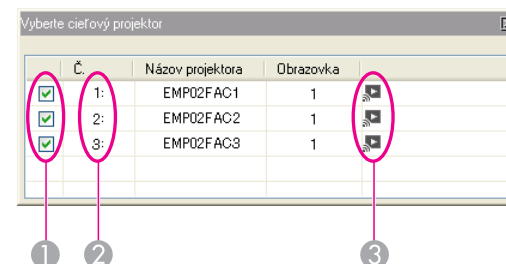 Vyberte cieľový projektor
Č. Názov projektora Obrazovka
1: EMP02FAC1 1
2: EMP02FAC2 1
3: EMP02FAC3 1
1 2 3